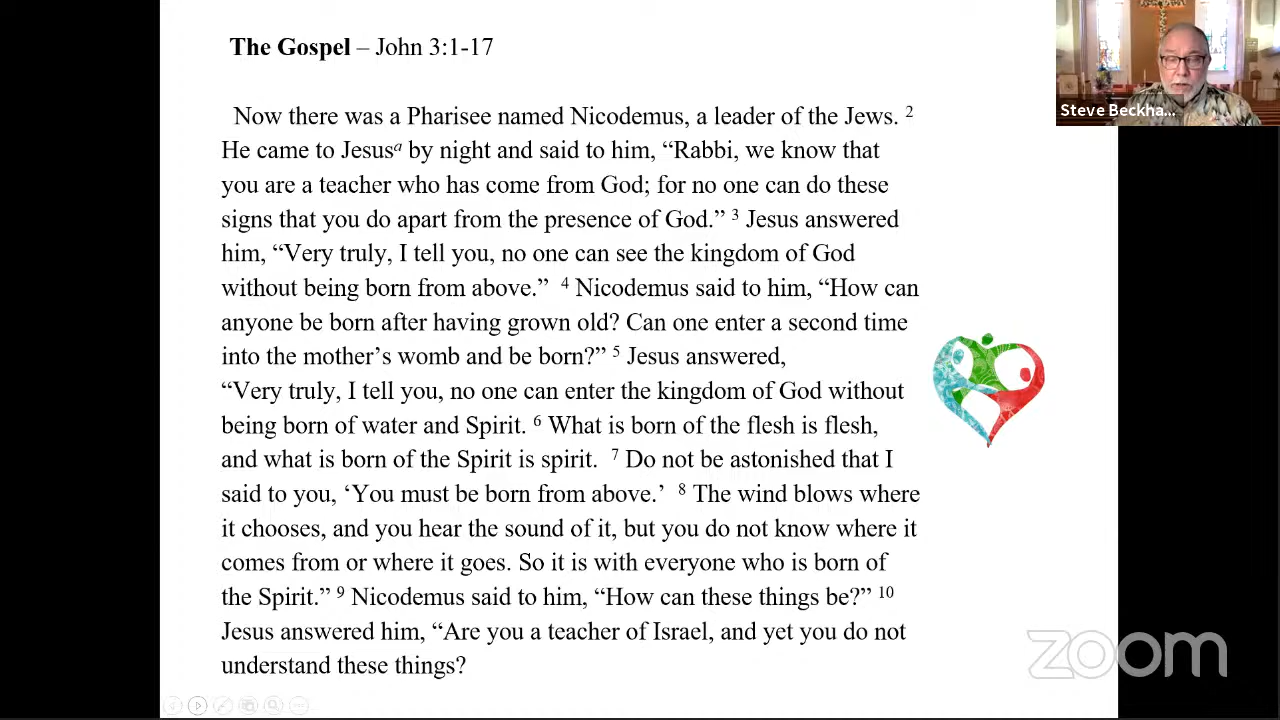 The Gospel – John 3:1-17
Now there was a Pharisee named Nicodemus, a leader of the Jews. 2
He came to Jesusa by night and said to him, “Rabbi, we know that
you are a teacher who has come from God; for no one can do these
signs that you do apart from the presence of God.” 3 Jesus answered
him, “Very truly, I tell you, no one can see the kingdom of God
without being born from above.” 4 Nicodemus said to him, “How can
anyone be born after having grown old? Can one enter a second time
into the mother’s womb and be born?” 5 Jesus answered,
“Very truly, I tell you, no one can enter the kingdom of God without
being born of water and Spirit. 6 What is born of the flesh is flesh,
and what is born of the Spirit is spirit. 7 Do not be astonished that I
said to you, ‘You must be born from above.’ 8 The wind blows where
it chooses, and you hear the sound of it, but you do not know where it
comes from or where it goes. So it is with everyone who is born of
the Spirit.” 9 Nicodemus said to him, “How can these things be?” 10
Jesus answered him, “Are you a teacher of Israel, and yet you do not
understand these things?
Steve Beckha...
zoom